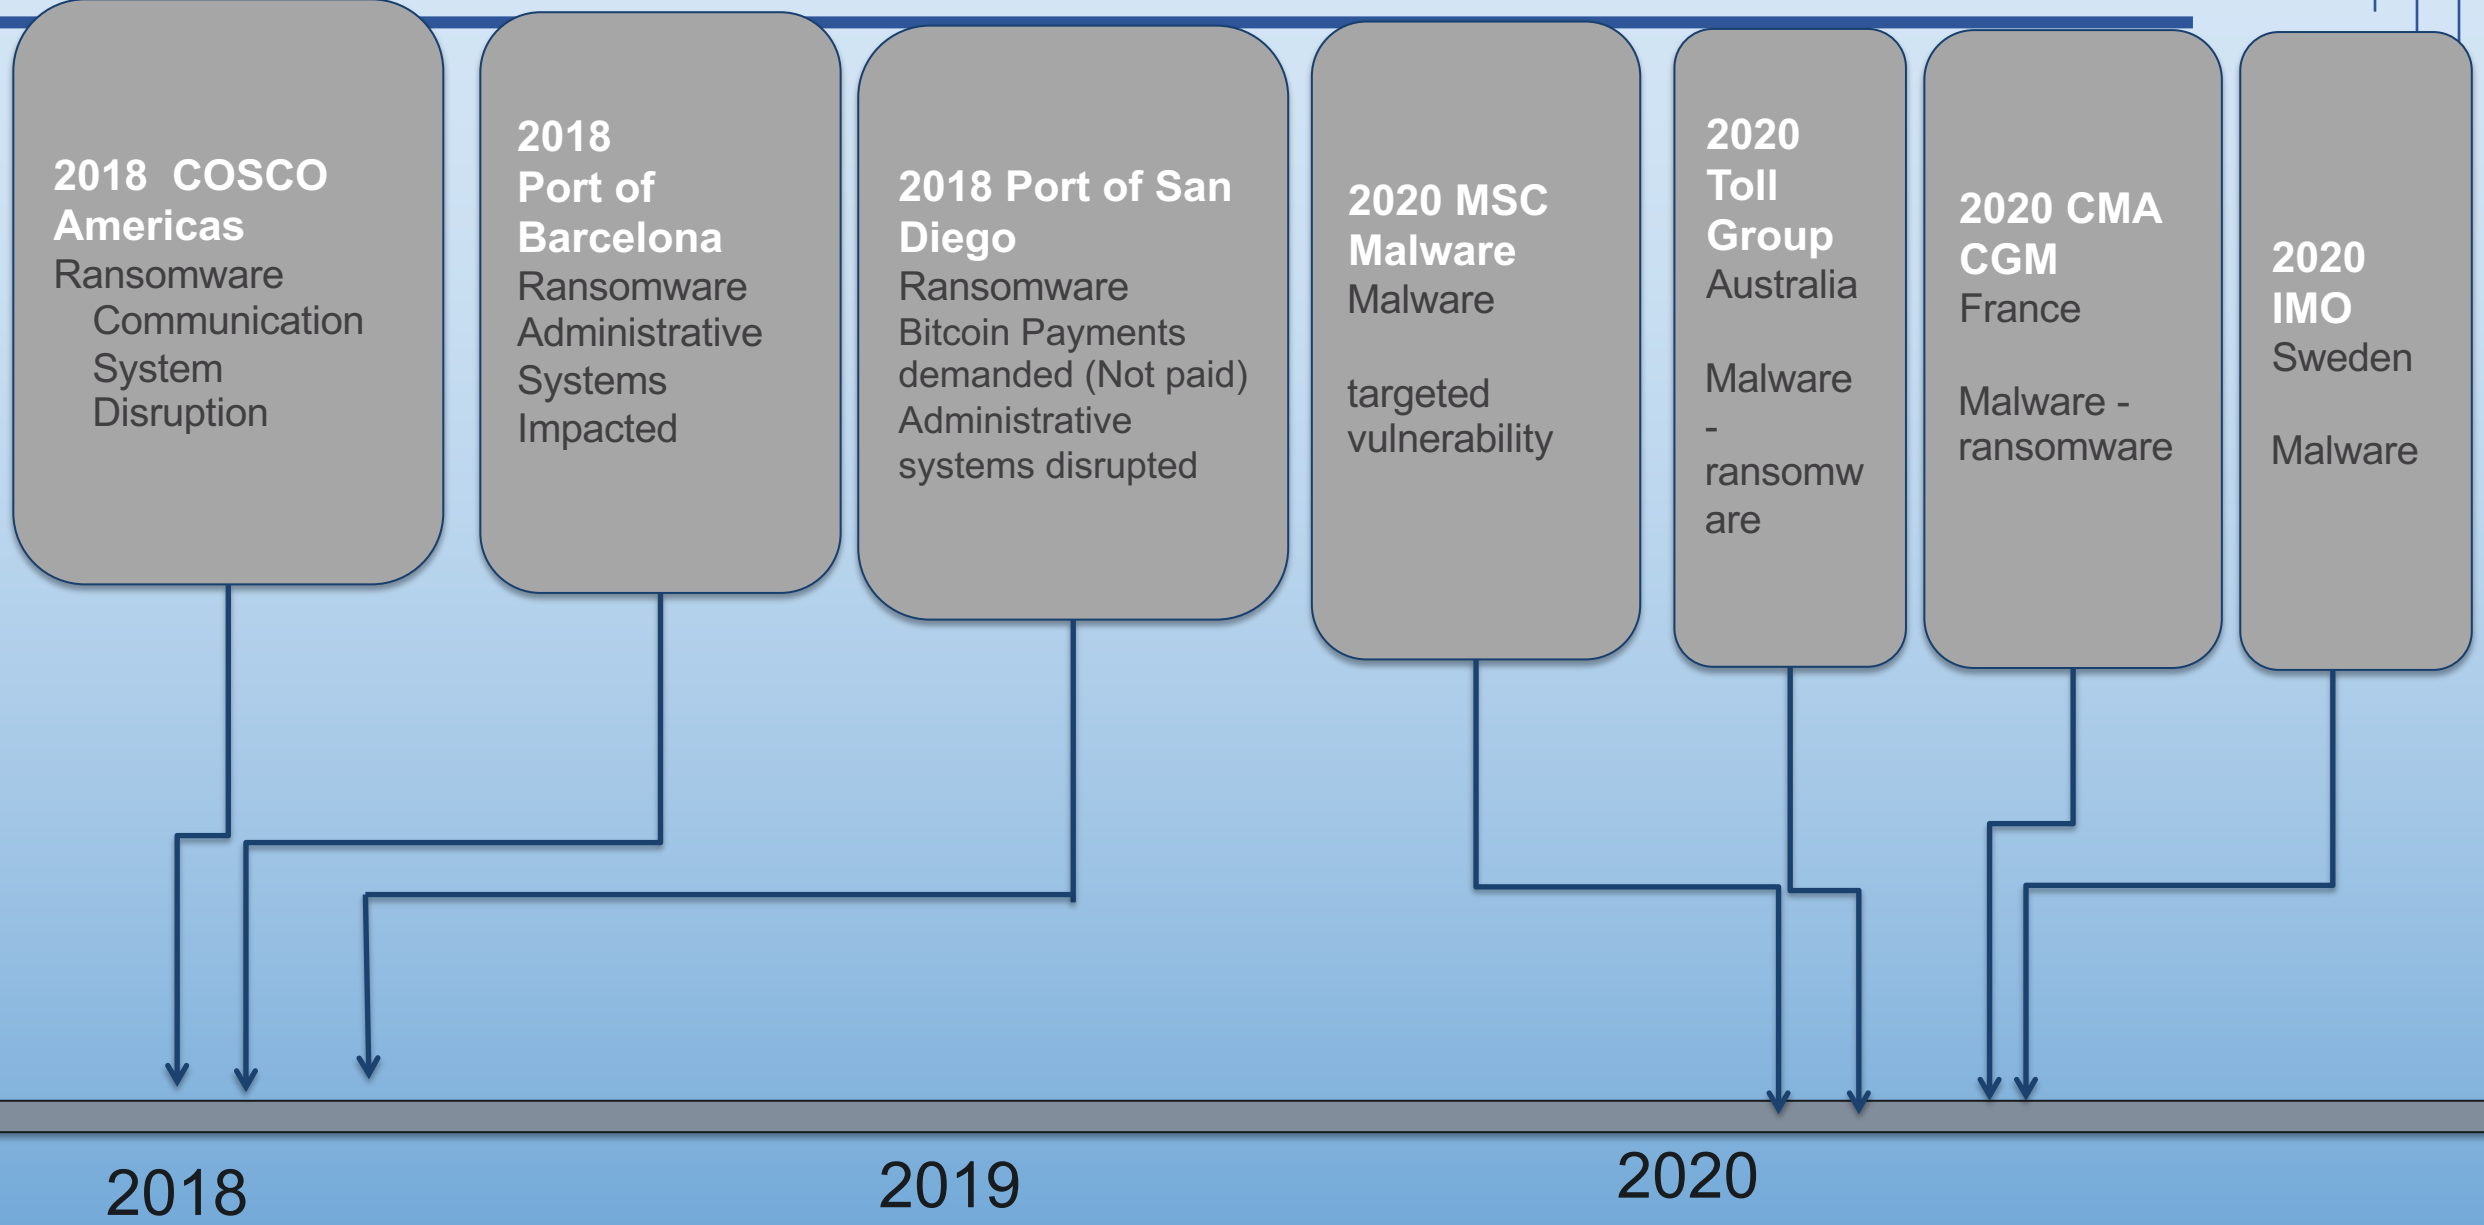 2018  COSCO
Americas
Ransomware
Communication
System
Disruption
2018
Port of
Barcelona
Ransomware
Administrative
Systems
Impacted
2018 Port of San
Diego
Ransomware
Bitcoin Payments
demanded (Not paid)
Administrative
systems disrupted
2020 MSC
Malware
Malware
targeted
vulnerability
2020
Toll
Group
Australia
Malware
-
ransomw
are
2020 CMA
CGM
France
Malware -
ransomware
2020
IMO
Sweden
Malware
2018
2019
2020